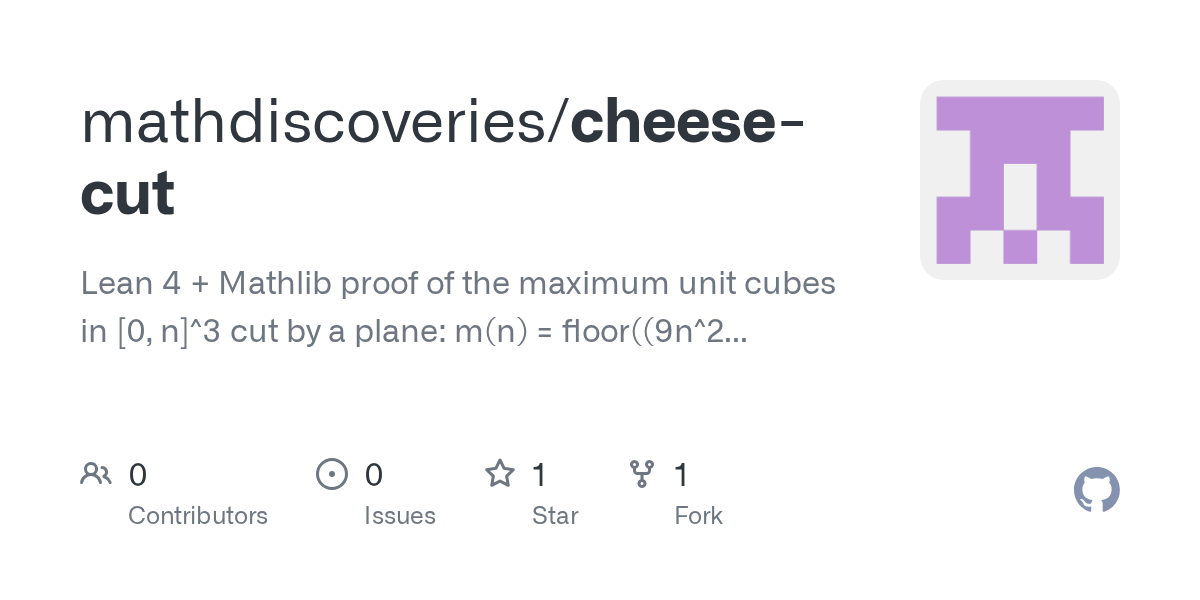 mathdiscoveries/cheese-
cut
Lean 4 + Mathlib proof of the maximum unit cubes
in [0, n]^3 cut by a plane: m(n) = floor((9n^2...
0
Contributors
0
Issues
1
Star
1
Fork